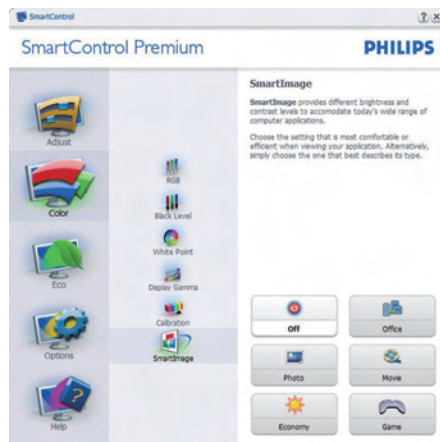 SmartControl
SmartControl Premium
PHILIPS
Adjust
Color
Eco
Options
Help
RGB
Black Level
White Point
Display Gamma
Calibration
SmartImage
SmartImage
SmartImage provides different brightness and
contrast levels to accomodate today's wide range of
computer applications.
Choose the setting that is most comfortable or
efficient when viewing your application. Alternatively,
simply choose the one that best describes its type.
Off
Office
Photo
Movie
Economy
Game